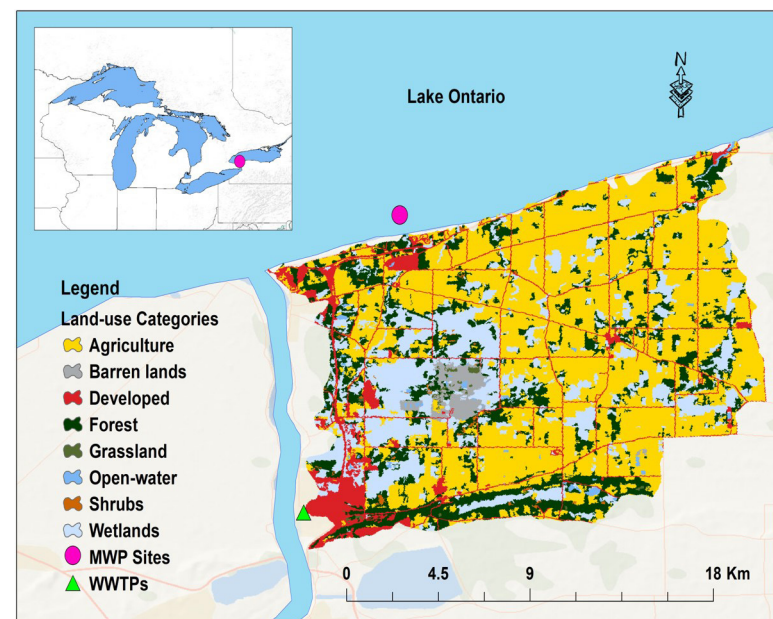 N
Lake Ontario
Legend
Land-use Categories
Agriculture
Barren lands
Developed
Forest
Grassland
Open-water
Shrubs
Wetlands
MWP Sites
WWTPs
0 4.5 9 18 Km